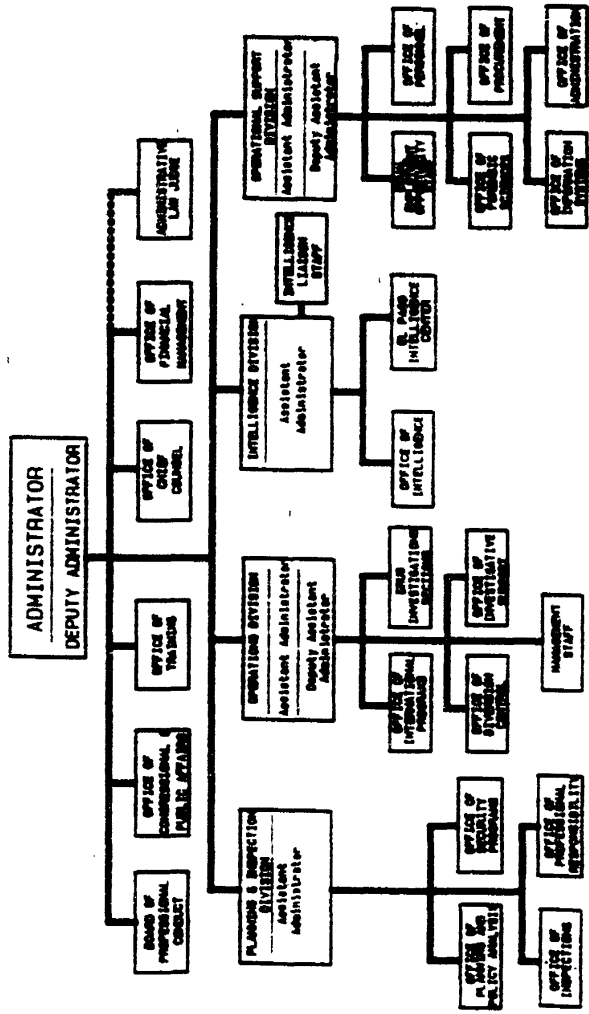 ADMINISTRATOR
DEPUTY ADMINISTRATOR
BOARD OF
PROFESSIONAL
CONDUCT
OFFICE OF
CONGRESSIONAL &
PUBLIC AFFAIRS
OFFICE OF
TRAINING
OFFICE OF
CHIEF
COUNSEL
OFFICE OF
FINANCIAL
MANAGEMENT
ADMINISTRATIVE
LAW JUDGE
PLANNING & INSPECTION
DIVISION
Assistant
Administrator
OPERATIONS DIVISION
Assistant Administrator
Deputy Assistant
Administrator
INTELLIGENCE DIVISION
Assistant
Administrator
INTELLIGENCE
LIAISON
STAFF
OPERATIONAL SUPPORT
DIVISION
Assistant Administrator
Deputy Assistant
Administrator
OFFICE OF
PLANNING AND
POLICY ANALYSIS
OFFICE OF
SECURITY
PROGRAMS
OFFICE OF
INSPECTIONS
OFFICE OF
PROFESSIONAL
RESPONSIBILITY
OFFICE OF
INTERNATIONAL
PROGRAMS
DRUG
INVESTIGATIONS
SECTIONS
OFFICE OF
DIVERSION
CONTROL
OFFICE OF
INVESTIGATIVE
SUPPORT
MANAGEMENT
STAFF
OFFICE OF
INTELLIGENCE
EL PASO
INTELLIGENCE
CENTER
OPPORTUNITY
OFFICE OF
PERSONNEL
OFFICE OF
FORENSIC
SCIENCES
OFFICE OF
PROCUREMENT
OFFICE OF
INFORMATION
SYSTEMS
OFFICE OF
ADMINISTRATION